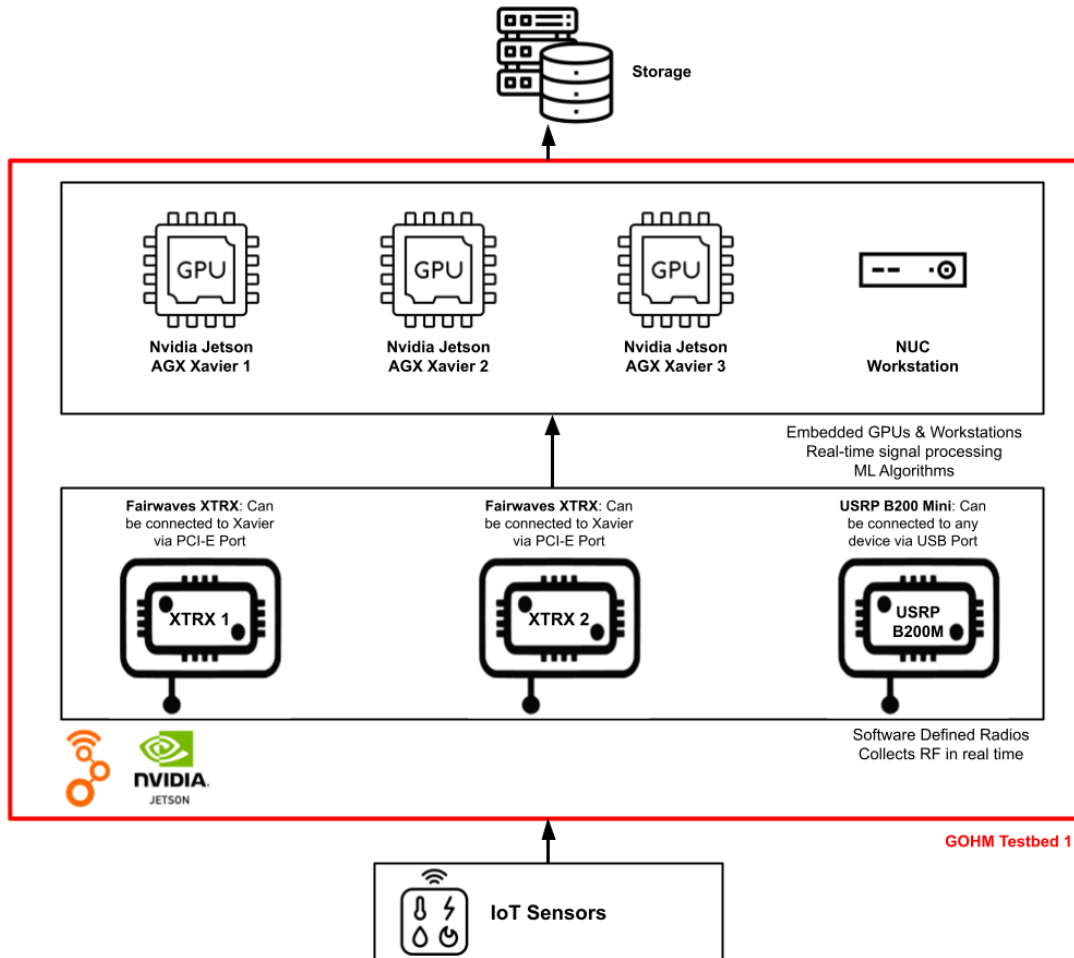 Storage
GPU
GPU
GPU
Nvidia Jetson
AGX Xavier 1
Nvidia Jetson
AGX Xavier 2
Nvidia Jetson
AGX Xavier 3
NUC
Workstation
Embedded GPUs & Workstations
Real-time signal processing
ML Algorithms
Fairwaves XTRX: Can
be connected to Xavier
via PCI-E Port
Fairwaves XTRX: Can
be connected to Xavier
via PCI-E Port
USRP B200 Mini: Can
be connected to any
device via USB Port
XTRX 1
XTRX 2
USRP
B200M
Software Defined Radios
Collects RF in real time
NVIDIA.
JETSON
GOHM Testbed 1
IoT Sensors